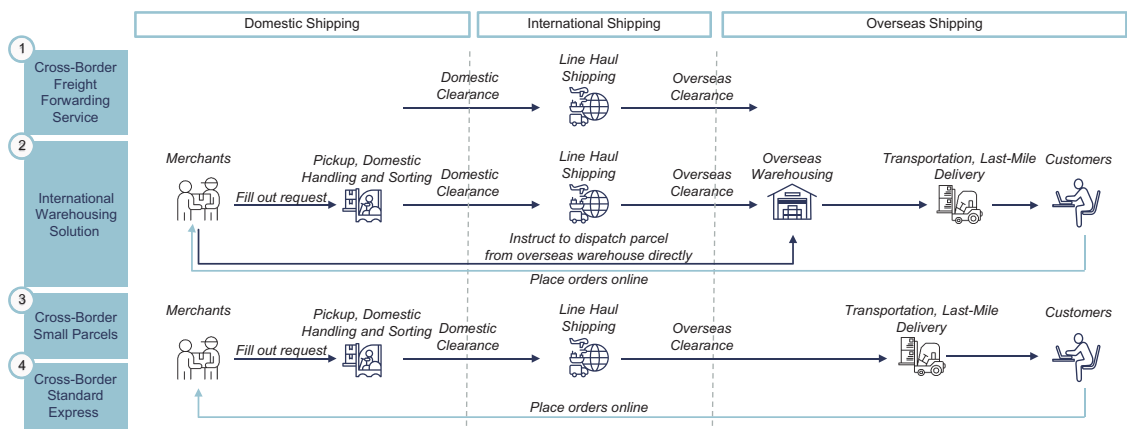 Domestic Shipping
International Shipping
Overseas Shipping
1
Cross-Border
Freight
Forwarding
Service
Domestic
Clearance
Line Haul
Shipping
Overseas
Clearance
2
International
Warehousing
Solution
Merchants
Fill out request
Pickup, Domestic
Handling and Sorting
Domestic
Clearance
Line Haul
Shipping
Overseas
Clearance
Overseas
Warehousing
Transportation, Last-Mile
Delivery
Customers
Instruct to dispatch parcel
from overseas warehouse directly
Place orders online
3
Cross-Border
Small Parcels
4
Cross-Border
Standard
Express
Merchants
Fill out request
Pickup, Domestic
Handling and Sorting
Domestic
Clearance
Line Haul
Shipping
Overseas
Clearance
Transportation, Last-Mile
Delivery
Customers
Place orders online